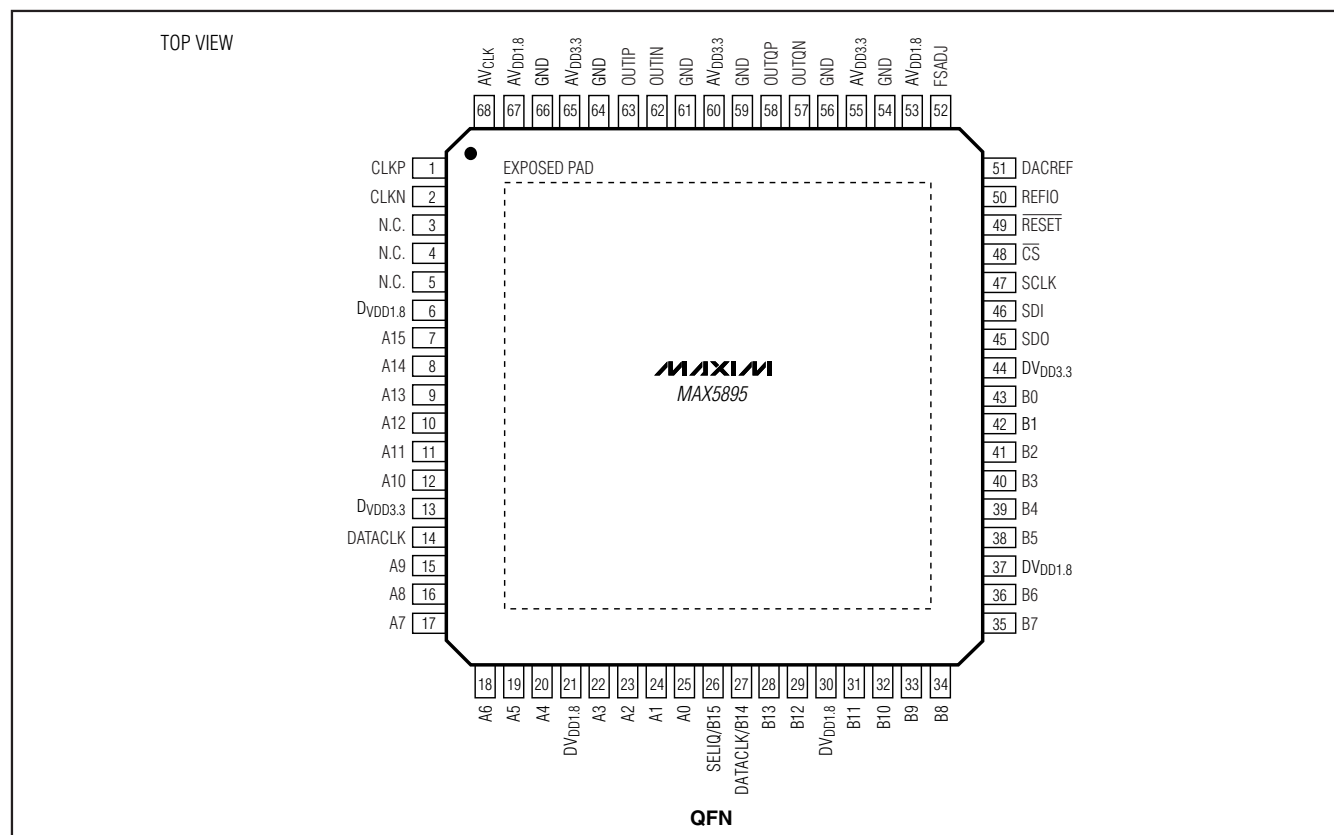 TOP VIEW
AVCLK
AVDD1.8
GND
AVDD3.3
GND
OUTIP
OUTIN
GND
AVDD3.3
GND
OUTQP
OUTQN
GND
AVDD3.3
GND
AVDD1.8
FSADJ
68 67 66 65 64 63 62 61 60 59 58 57 56 55 54 53 52
EXPOSED PAD
CLKP 1
CLKN 2
N.C. 3
N.C. 4
N.C. 5
DVDD1.8 6
A15 7
A14 8
A13 9
A12 10
A11 11
A10 12
DVDD3.3 13
DATACLK 14
A9 15
A8 16
A7 17
MAXIM
MAX5895
51 DACREF
50 REFIO
49 RESET
48 CS
47 SCLK
46 SDI
45 SDO
44 DVDD3.3
43 B0
42 B1
41 B2
40 B3
39 B4
38 B5
37 DVDD1.8
36 B6
35 B7
18 19 20 21 22 23 24 25 26 27 28 29 30 31 32 33 34
A6
A5
A4
DVDD1.8
A3
A2
A1
A0
SELIQ/B15
DATACLK/B14
B13
B12
DVDD1.8
B11
B10
B9
B8
QFN